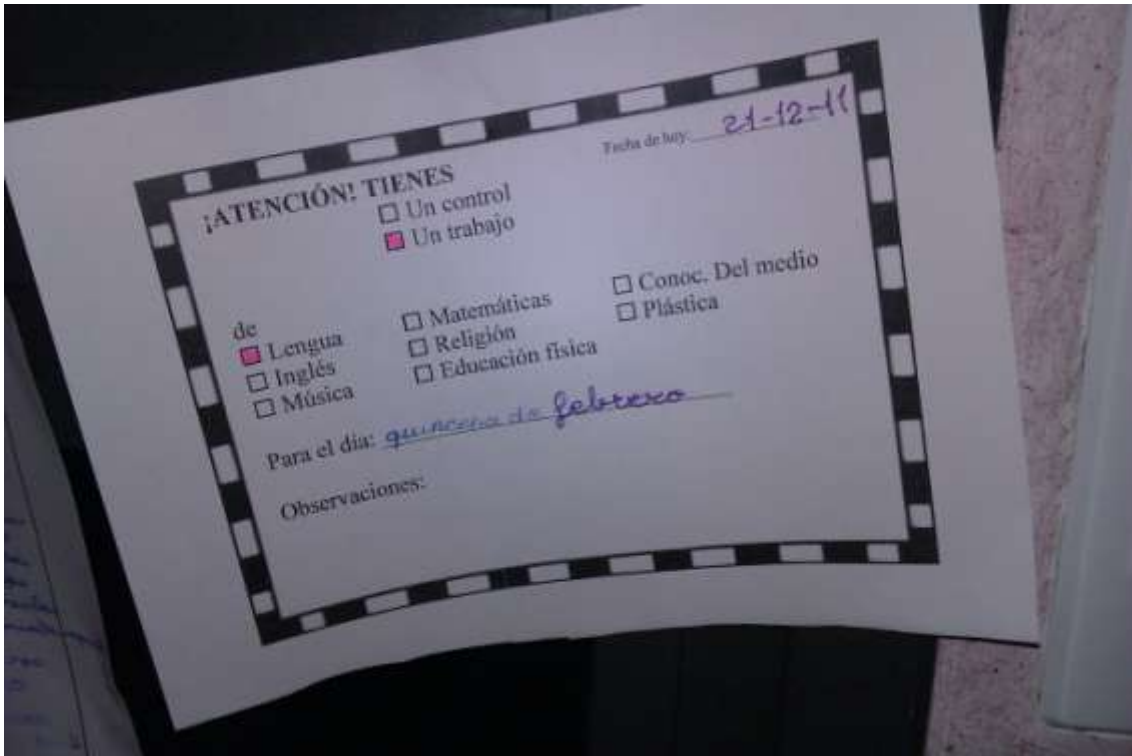 Fecha de hoy: 21-12-11
¡ATENCIÓN! TIENES
Un control
Un trabajo
de
Lengua
Inglés
Música
Matemáticas
Religión
Educación física
Conoc. Del medio
Plástica
Para el día: quincena de febrero
Observaciones: